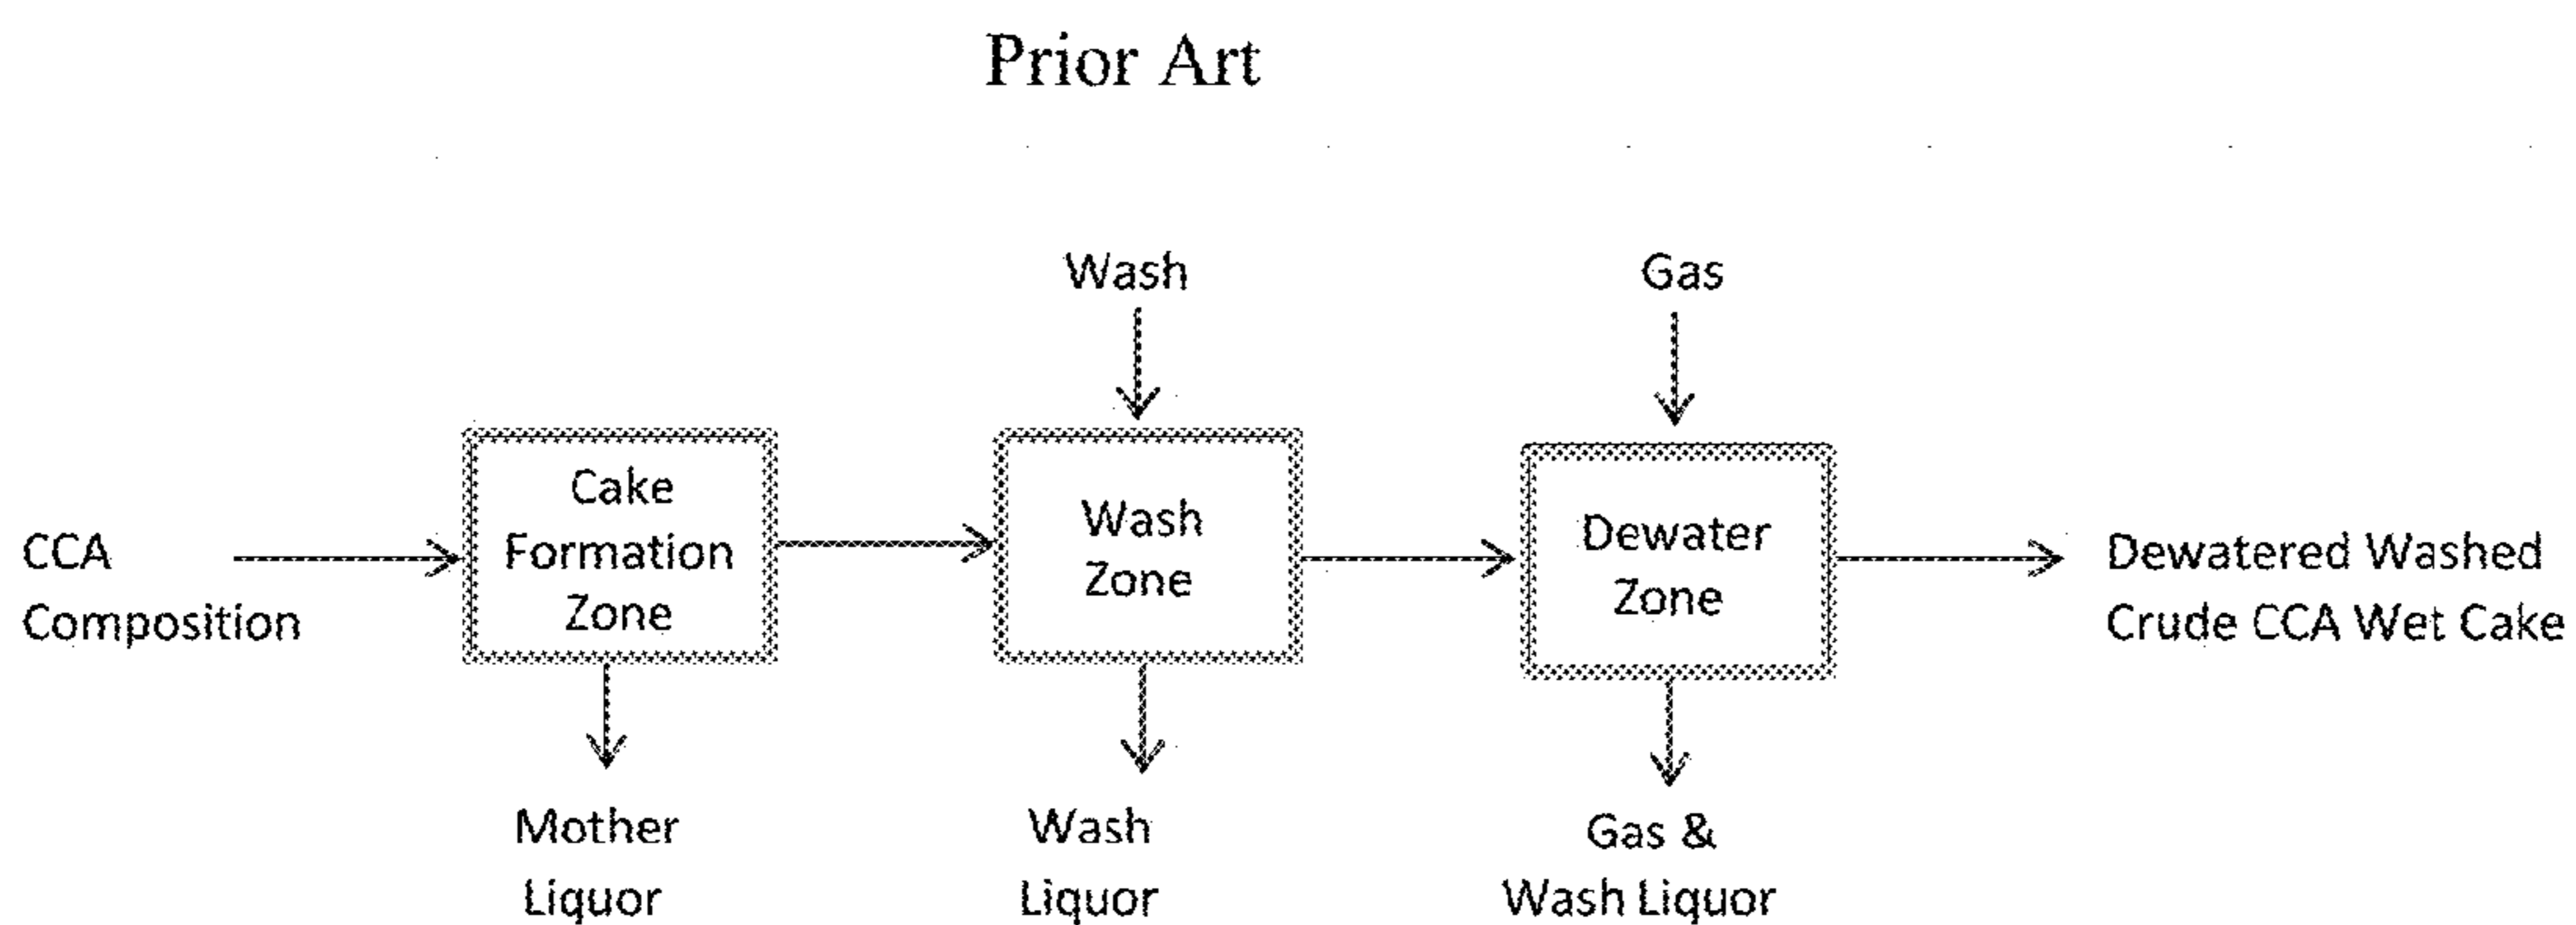 Prior Art
Wash
Gas
CCA
Composition
Cake
Formation
Zone
Wash
Zone
Dewater
Zone
Dewatered Washed
Crude CCA Wet Cake
Mother
Liquor
Wash
Liquor
Gas &
Wash Liquor